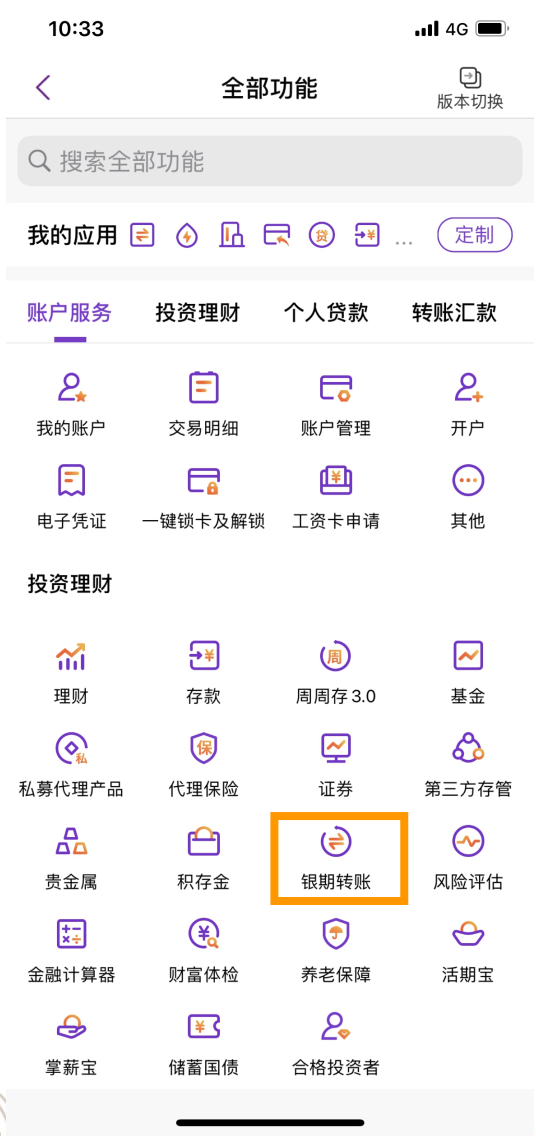 10:33
4G
全部功能
版本切换
搜索全部功能
我的应用 贷 ¥ ... 定制
账户服务 投资理财 个人贷款 转账汇款
我的账户 交易明细 账户管理 开户
¥
电子凭证 一键锁卡及解锁 工资卡申请 其他
投资理财
¥ 周
理财 存款 周周存3.0 基金
私 保
私募代理产品 代理保险 证券 第三方存管
贵金属 积存金 银期转账 风险评估
¥
金融计算器 财富体检 养老保障 活期宝
¥
掌薪宝 储蓄国债 合格投资者